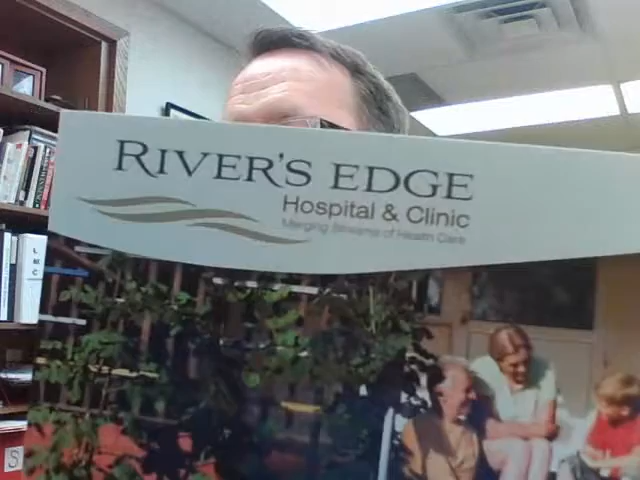 RIVER'S EDGE
Hospital & Clinic
Merging Streams of Health Care
L
M
C
S